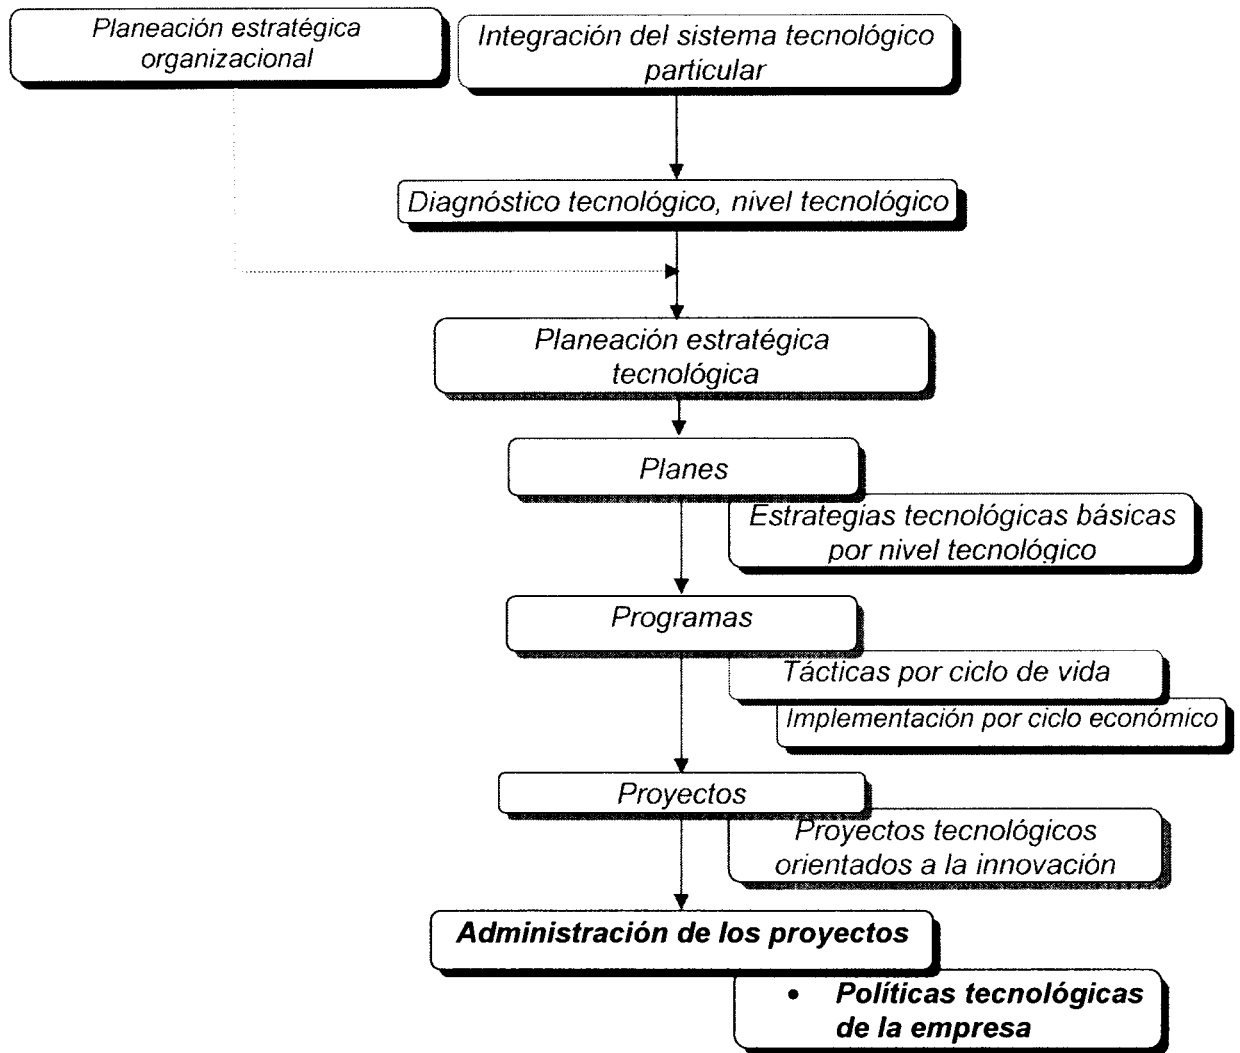 Planeación estratégica
organizacional
Integración del sistema tecnológico
particular
Diagnóstico tecnológico, nivel tecnológico
Planeación estratégica
tecnológica
Planes
Estrategias tecnológicas básicas
por nivel tecnológico
Programas
Tácticas por ciclo de vida
Implementación por ciclo económico
Proyectos
Proyectos tecnológicos
orientados a la innovación
Administración de los proyectos
• Políticas tecnológicas
de la empresa